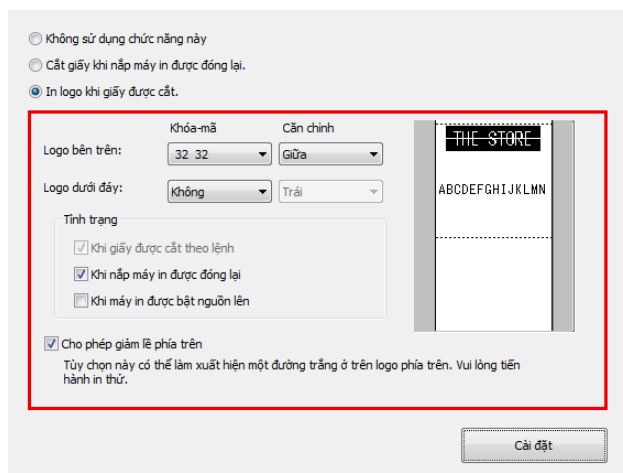 Không sử dụng chức năng này
Cắt giấy khi nắp máy in được đóng lại.
In logo khi giấy được cắt.
Khóa-mã Căn chỉnh
Logo bên trên: 32 32 Giữa
Logo dưới đáy: Không Trái
Tình trạng
Khi giấy được cắt theo lệnh
Khi nắp máy in được đóng lại
Khi máy in được bật nguồn lên
THE STORE
ABCDEFGHIJKLMN
Cho phép giảm lề phía trên
Tùy chọn này có thể làm xuất hiện một đường trắng ở trên logo phía trên. Vui lòng tiến
hành in thử.
Cài đặt